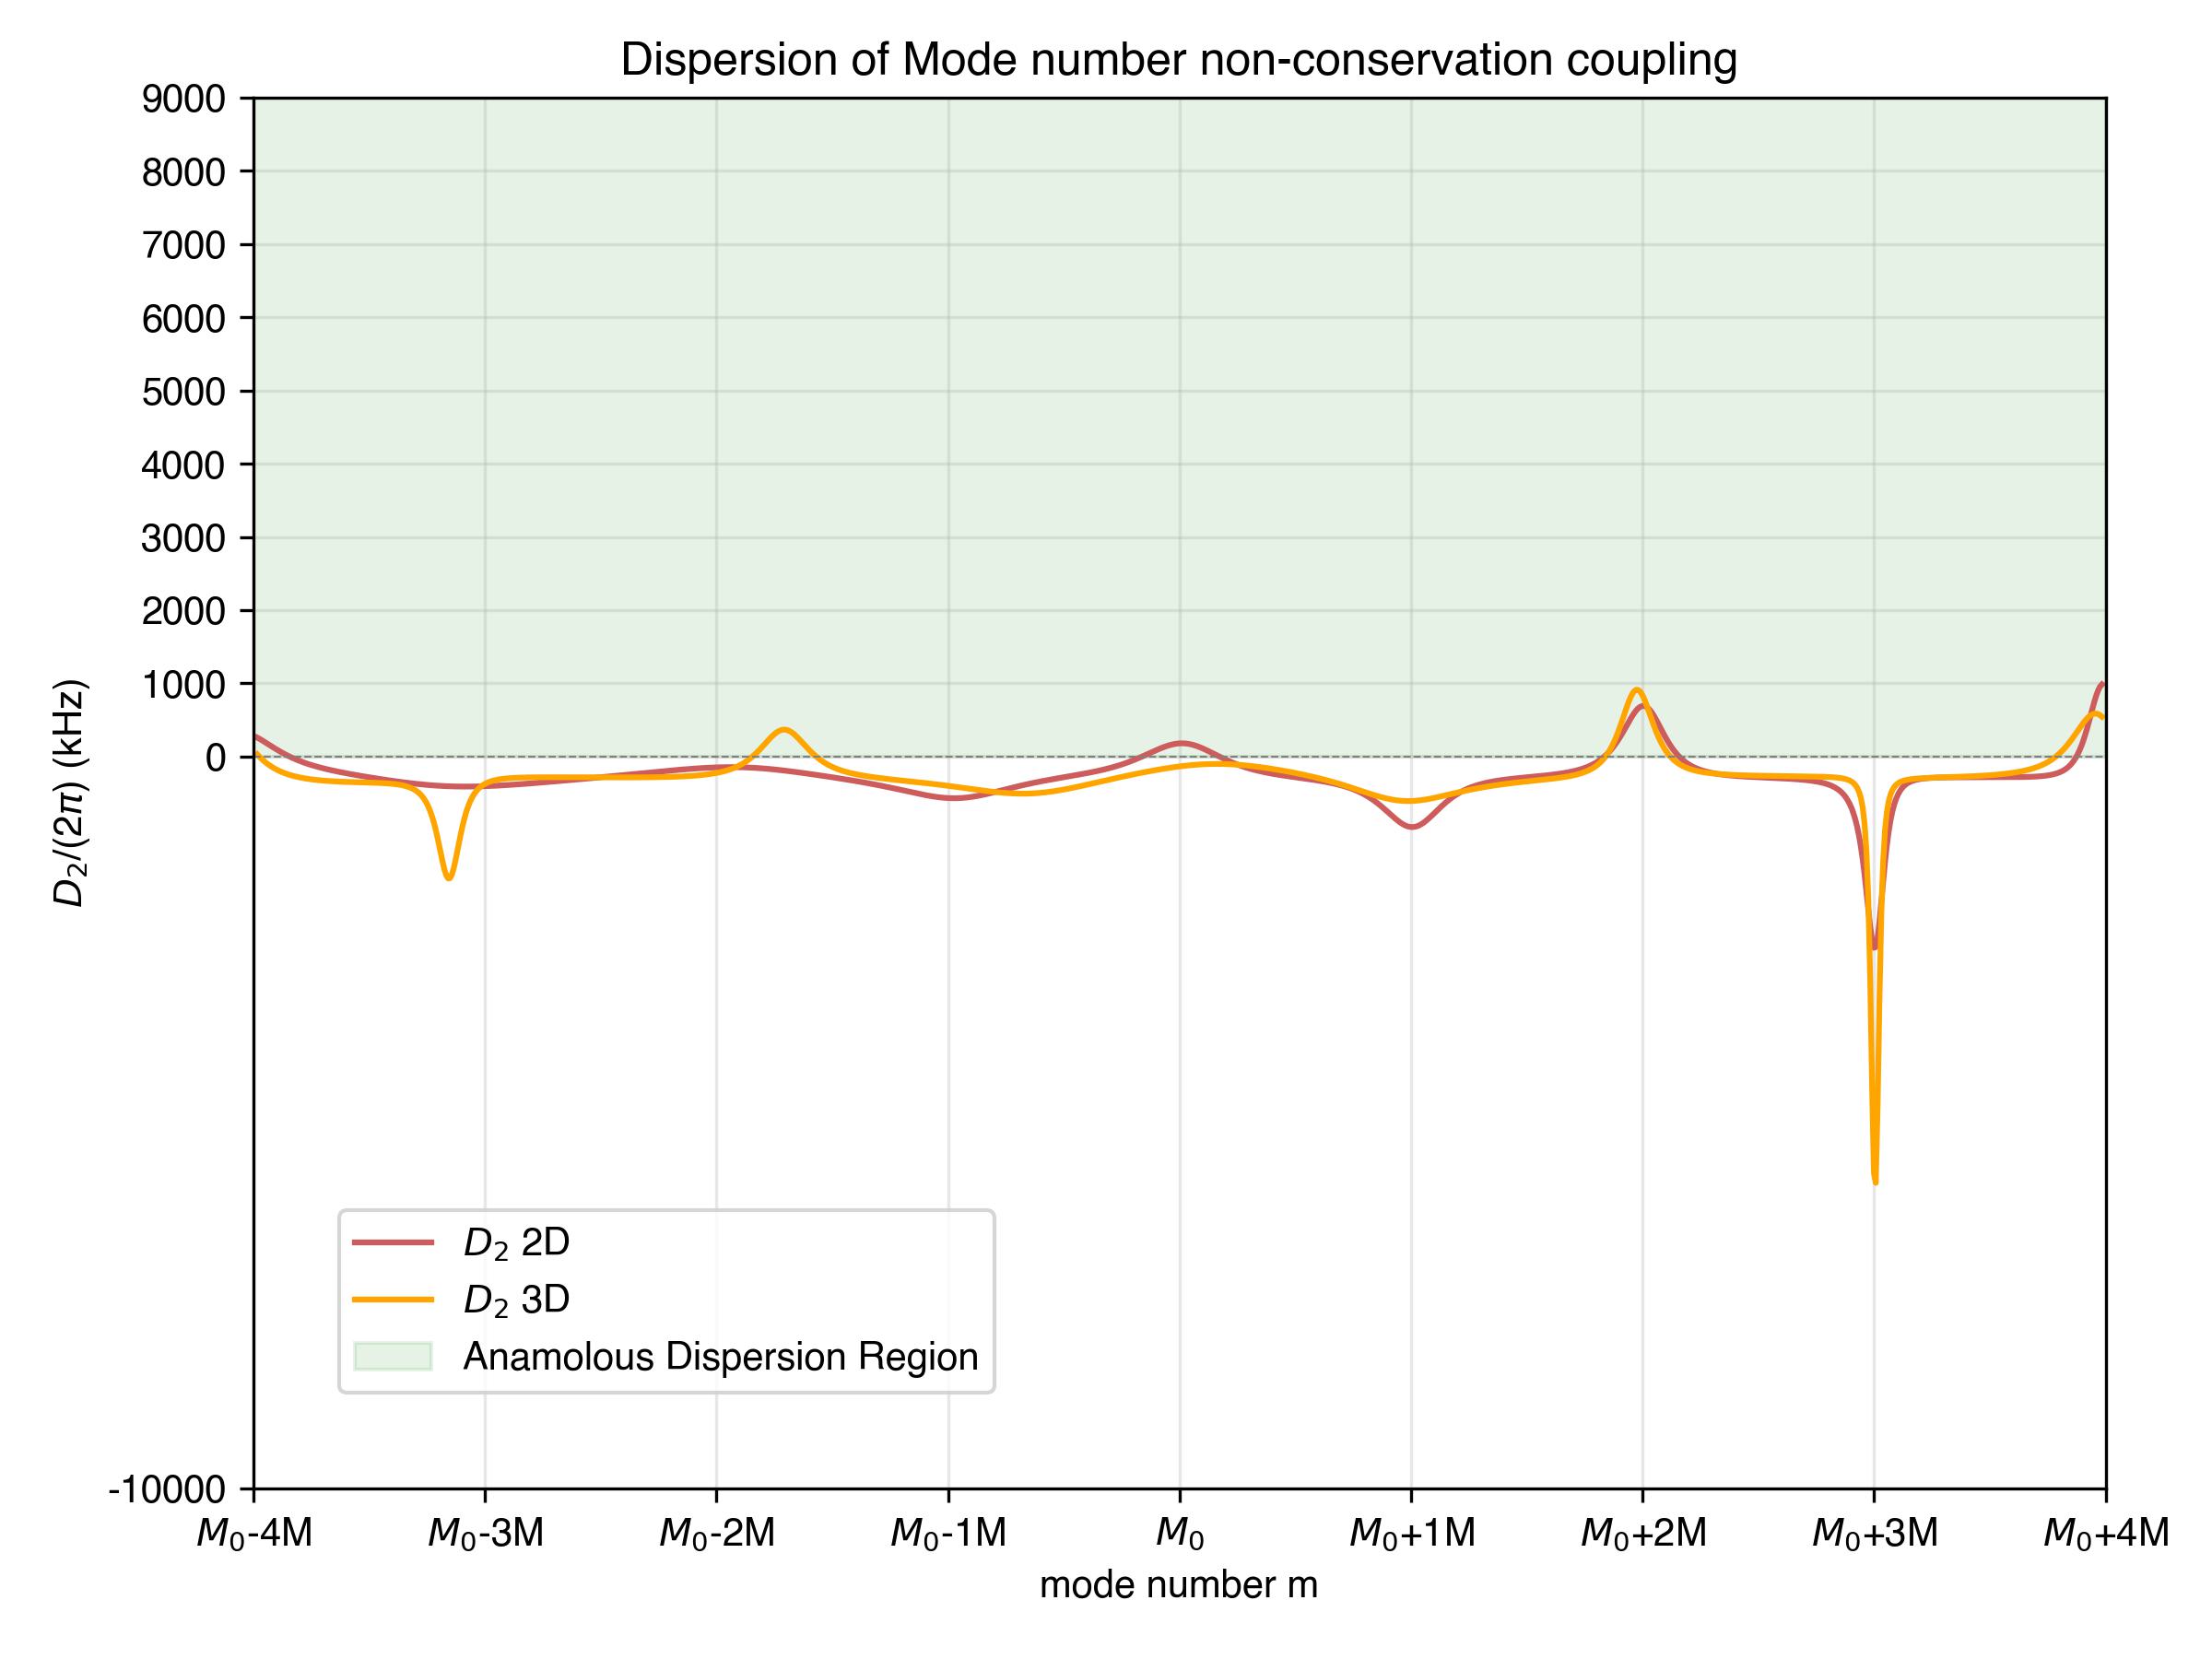 Dispersion of Mode number non-conservation coupling
9000
8000
7000
6000
5000
4000
3000
2000
1000
0
-10000
D₂/(2π) (kHz)
D₂ 2D
D₂ 3D
Anamolous Dispersion Region
M₀-4M M₀-3M M₀-2M M₀-1M M₀ M₀+1M M₀+2M M₀+3M M₀+4M
mode number m